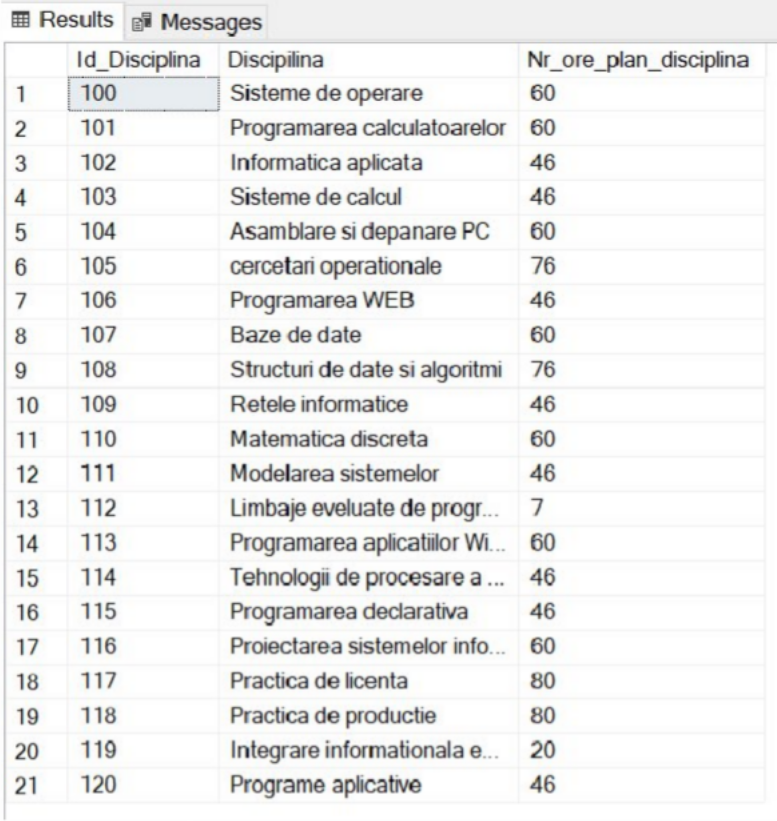 Results Messages
Id_Disciplina Discipilina Nr_ore_plan_disciplina
1 100 Sisteme de operare 60
2 101 Programarea calculatoarelor 60
3 102 Informatica aplicata 46
4 103 Sisteme de calcul 46
5 104 Asamblare si depanare PC 60
6 105 cercetari operationale 76
7 106 Programarea WEB 46
8 107 Baze de date 60
9 108 Structuri de date si algoritmi 76
10 109 Retele informatice 46
11 110 Matematica discreta 60
12 111 Modelarea sistemelor 46
13 112 Limbaje eveluate de progr... 7
14 113 Programarea aplicatiilor Wi... 60
15 114 Tehnologii de procesare a ... 46
16 115 Programarea declarativa 46
17 116 Proiectarea sistemelor info... 60
18 117 Practica de licenta 80
19 118 Practica de productie 80
20 119 Integrare informationala e... 20
21 120 Programe aplicative 46